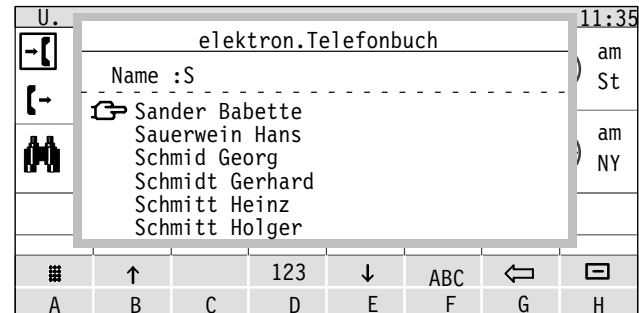 U. 11:35
elektron.Telefonbuch
am
St
Name :S
Sander Babette
Sauerwein Hans
am
NY
Schmid Georg
Schmidt Gerhard
Schmitt Heinz
Schmitt Holger
123 ABC
A B C D E F G H